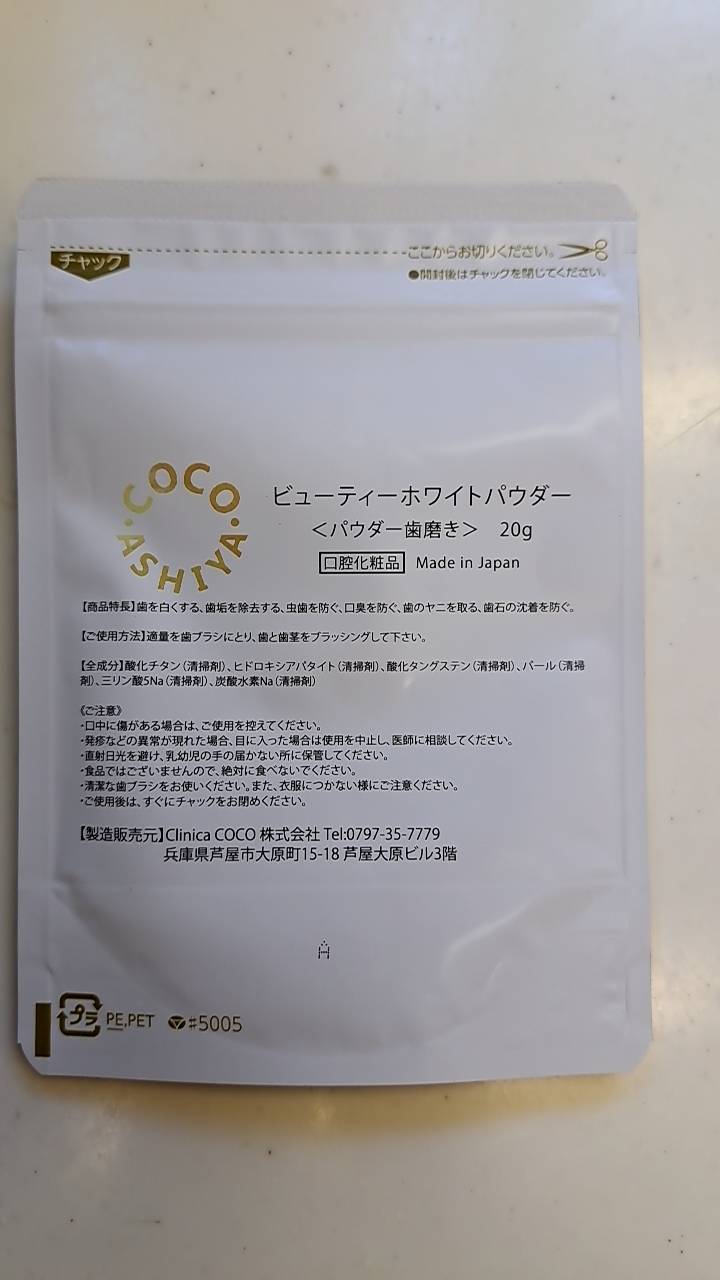 ここからお切りください。
チャック
●開封後はチャックを閉じてください。
COCO
ASHIYA
ビューティーホワイトパウダー
＜パウダー歯磨き＞ 20g
口腔化粧品 Made in Japan
【商品特長】歯を白くする、歯垢を除去する、虫歯を防ぐ、口臭を防ぐ、歯のヤニを取る、歯石の沈着を防ぐ。
【ご使用方法】適量を歯ブラシにとり、歯と歯茎をブラッシングして下さい。
【全成分】酸化チタン（清掃剤）、ヒドロキシアパタイト（清掃剤）、酸化タングステン（清掃剤）、パール（清掃
剤）、三リン酸5Na（清掃剤）、炭酸水素Na（清掃剤）
《ご注意》
・口中に傷がある場合は、ご使用を控えてください。
・発疹などの異常が現れた場合、目に入った場合は使用を中止し、医師に相談してください。
・直射日光を避け、乳幼児の手の届かない所に保管してください。
・食品ではございませんので、絶対に食べないでください。
・清潔な歯ブラシをお使いください。また、衣服につかない様にご注意ください。
・ご使用後は、すぐにチャックをお閉めください。
【製造販売元】Clinica COCO 株式会社 Tel:0797-35-7779
兵庫県芦屋市大原町15-18 芦屋大原ビル3階
プラ PE,PET #5005